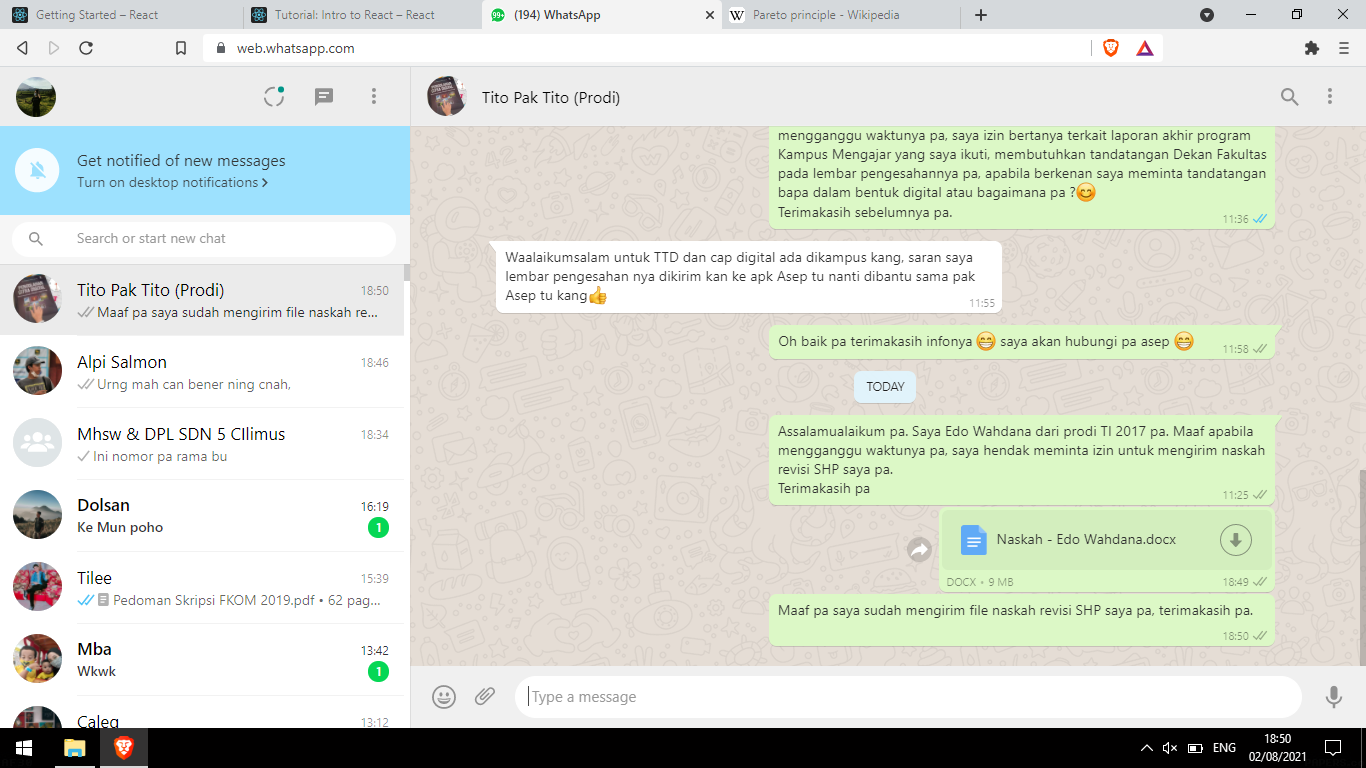 Getting Started – React
Tutorial: Intro to React – React
99+ (194) WhatsApp
W Pareto principle - Wikipedia
web.whatsapp.com
Tito Pak Tito (Prodi)
Get notified of new messages
Turn on desktop notifications
Search or start new chat
Tito Pak Tito (Prodi) 18:50
Maaf pa saya sudah mengirim file naskah re...
Alpi Salmon 18:46
Urng mah can bener ning cnah,
Mhsw & DPL SDN 5 CIlimus 18:34
Ini nomor pa rama bu
Dolsan 16:19
Ke Mun poho 1
Tilee 15:39
Pedoman Skripsi FKOM 2019.pdf • 62 pag...
Mba 13:42
Wkwk 1
Caleg 13:12
mengganggu waktunya pa, saya izin bertanya terkait laporan akhir program
Kampus Mengajar yang saya ikuti, membutuhkan tandatangan Dekan Fakultas
pada lembar pengesahannya pa, apabila berkenan saya meminta tandatangan
bapa dalam bentuk digital atau bagaimana pa ?😊
Terimakasih sebelumnya pa.
11:36
Waalaikumsalam untuk TTD dan cap digital ada dikampus kang, saran saya
lembar pengesahan nya dikirim kan ke apk Asep tu nanti dibantu sama pak
Asep tu kang👍
11:55
Oh baik pa terimakasih infonya 😁 saya akan hubungi pa asep 😁
11:58
TODAY
Assalamualaikum pa. Saya Edo Wahdana dari prodi TI 2017 pa. Maaf apabila
mengganggu waktunya pa, saya hendak meminta izin untuk mengirim naskah
revisi SHP saya pa.
Terimakasih pa
11:25
Naskah - Edo Wahdana.docx
DOCX • 9 MB 18:49
Maaf pa saya sudah mengirim file naskah revisi SHP saya pa, terimakasih pa.
18:50
Type a message
ENG
18:50
02/08/2021